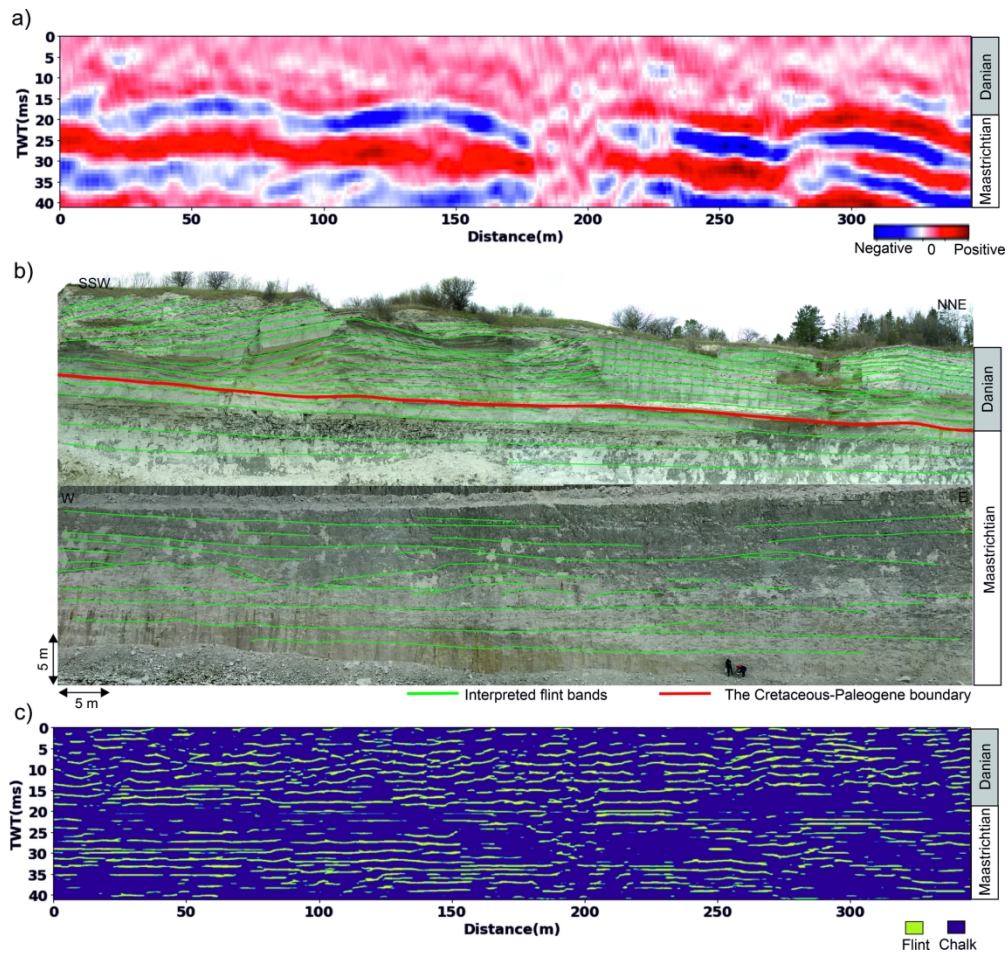 a)
0
5
10
15
20
25
30
35
40
TWT(ms)
0 50 100 150 200 250 300
Distance(m)
Danian
Maastrichtian
Negative 0 Positive
b)
SSW
NNE
W
E
5 m
5 m
Danian
Maastrichtian
Interpreted flint bands
The Cretaceous-Paleogene boundary
c)
0
5
10
15
20
25
30
35
40
TWT(ms)
0 50 100 150 200 250 300
Distance(m)
Danian
Maastrichtian
Flint Chalk